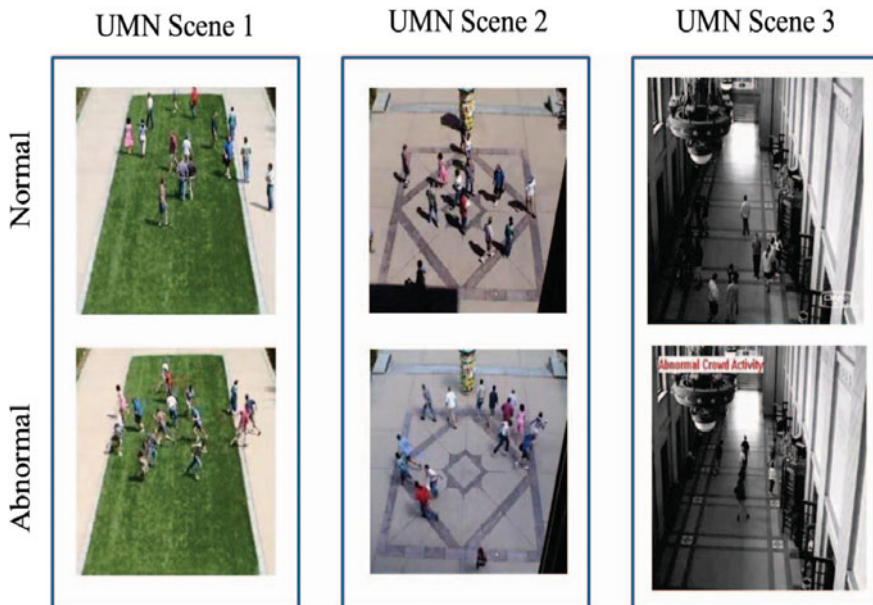 UMN Scene 1
UMN Scene 2
UMN Scene 3
Normal
Abnormal
Abnormal Crowd Activity